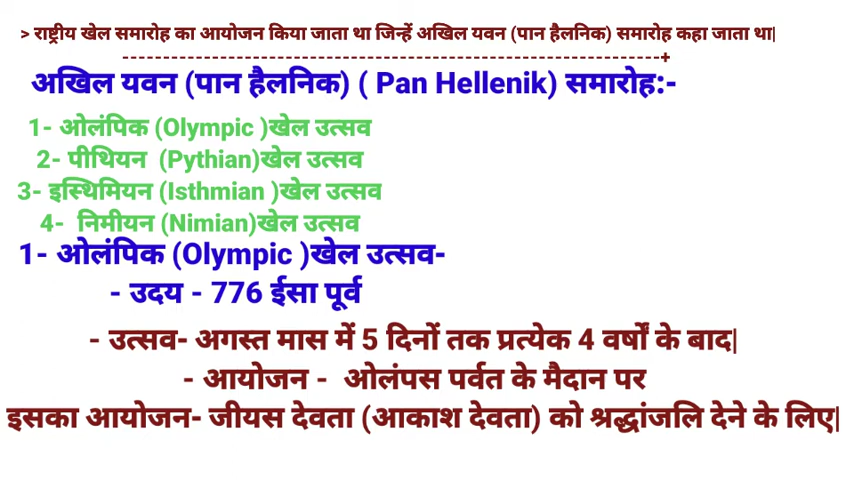 > राष्ट्रीय खेल समारोह का आयोजन किया जाता था जिन्हें अखिल यवन (पान हैलनिक) समारोह कहा जाता था|
------------------------------------------------------------------+
अखिल यवन (पान हैलनिक) ( Pan Hellenik) समारोह:-
1- ओलंपिक (Olympic )खेल उत्सव
2- पीथियन (Pythian)खेल उत्सव
3- इस्थिमियन (Isthmian )खेल उत्सव
4- निमीयन (Nimian)खेल उत्सव
1- ओलंपिक (Olympic )खेल उत्सव-
- उदय - 776 ईसा पूर्व
- उत्सव- अगस्त मास में 5 दिनों तक प्रत्येक 4 वर्षों के बाद|
- आयोजन - ओलंपस पर्वत के मैदान पर
इसका आयोजन- जीयस देवता (आकाश देवता) को श्रद्धांजलि देने के लिए|